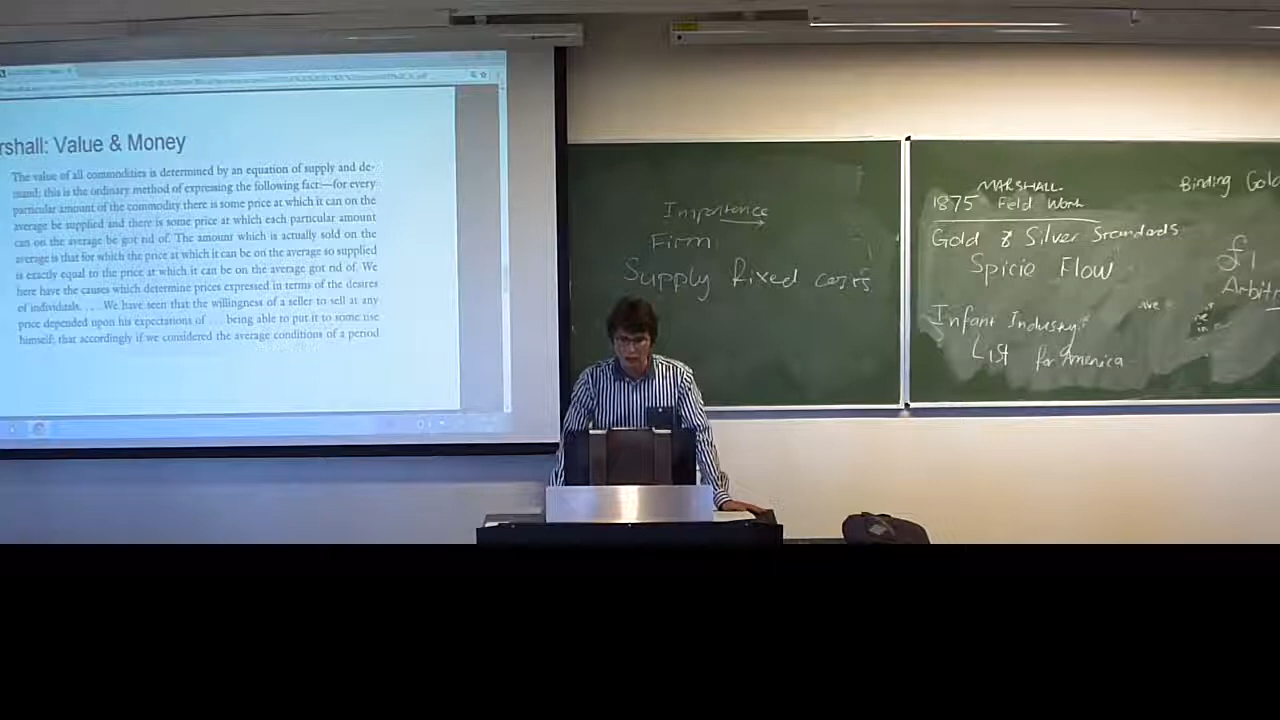 rshall: Value & Money
The value of all commodities is determined by an equation of supply and de-
mand; this is the ordinary method of expressing the following fact:—for every
particular amount of the commodity there is some price at which it can on the
average be supplied and there is some price at which each particular amount
can on the average be got rid of. The amount which is actually sold on the
average is that for which the price at which it can be on the average so supplied
is exactly equal to the price at which it can be on the average got rid of. We
here have the causes which determine prices expressed in terms of the desires
of individuals. ... We have seen that the willingness of a seller to sell at any
price depended upon his expectations of ... being able to put it to some use
himself; that accordingly if we considered the average conditions of a period
Importence
Firm
Supply fixed costs
MARSHALL
1875 Field Work
Gold & Silver Standards
Spicie Flow
Infant Industry
List for America
Binding Gold
of 1
Arbitr